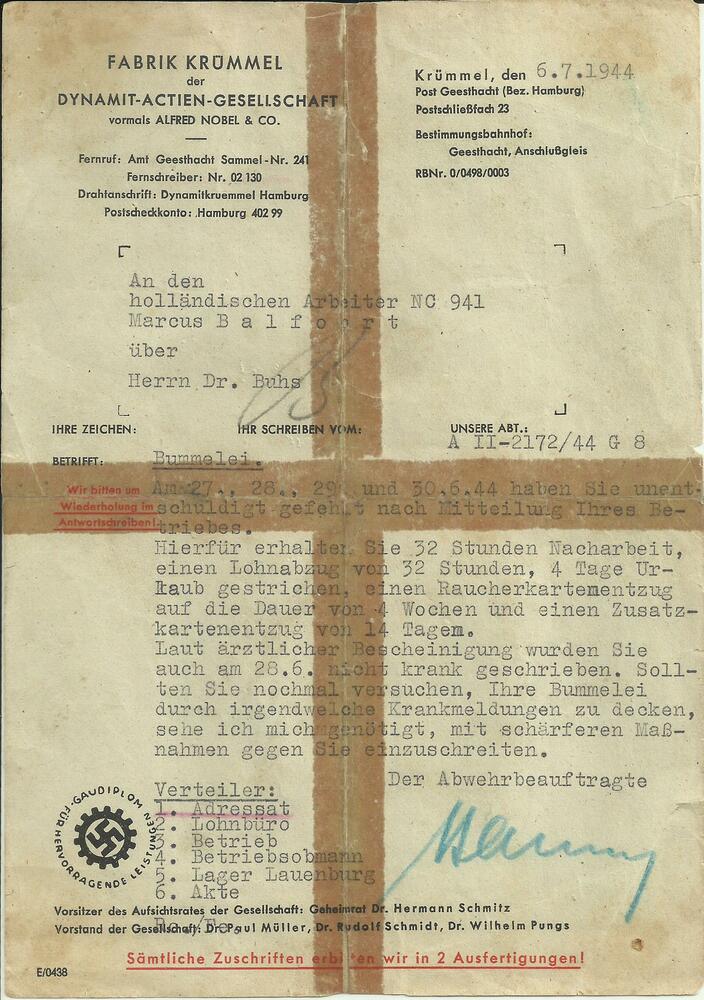 FABRIK KRÜMMEL
der
DYNAMIT-ACTIEN-GESELLSCHAFT
vormals ALFRED NOBEL & CO.
Fernruf: Amt Geesthacht Sammel-Nr. 241
Fernschreiber: Nr. 02 130
Drahtanschrift: Dynamitkruemmel Hamburg
Postscheckkonto: Hamburg 402 99
Krümmel, den 6.7.1944
Post Geesthacht (Bez. Hamburg)
Postschließfach 23
Bestimmungsbahnhof:
Geesthacht, Anschlußgleis
RBNr. 0/0498/0003
An den
holländischen Arbeiter NC 941
Marcus B a l f o o r t
über
Herrn Dr. Buhs
IHRE ZEICHEN:
IHR SCHREIBEN VOM:
UNSERE ABT.:
A II-2172/44 G 8
BETRIFFT: Bummelei.
Wir bitten um
Wiederholung im
Antwortschreiben!
Am 27., 28., 29. und 30.6.44 haben Sie unent-
schuldigt gefehlt nach Mitteilung Ihres Be-
triebes.
Hierfür erhalten Sie 32 Stunden Nacharbeit,
einen Lohnabzug von 32 Stunden, 4 Tage Ur-
laub gestrichen, einen Raucherkartementzug
auf die Dauer von 4 Wochen und einen Zusatz-
kartenentzug von 14 Tagem.
Laut ärztlicher Bescheinigung wurden Sie
auch am 28.6. nicht krank geschrieben. Soll-
ten Sie nochmal versuchen, Ihre Bummelei
durch irgendwelche Krankmeldungen zu decken,
sehe ich mich genötigt, mit schärferen Maß-
nahmen gegen Sie einzuschreiten.
Der Abwehrbeauftragte
Verteiler:
1. Adressat
2. Lohnbüro
3. Betrieb
4. Betriebsobmann
5. Lager Lauenburg
6. Akte
GAUDIPLOM FÜR HERVORRAGENDE LEISTUNGEN
Vorsitzer des Aufsichtsrates der Gesellschaft: Geheimrat Dr. Hermann Schmitz
Vorstand der Gesellschaft: Dr. Paul Müller, Dr. Rudolf Schmidt, Dr. Wilhelm Pungs
Sämtliche Zuschriften erbitten wir in 2 Ausfertigungen!
E/0438